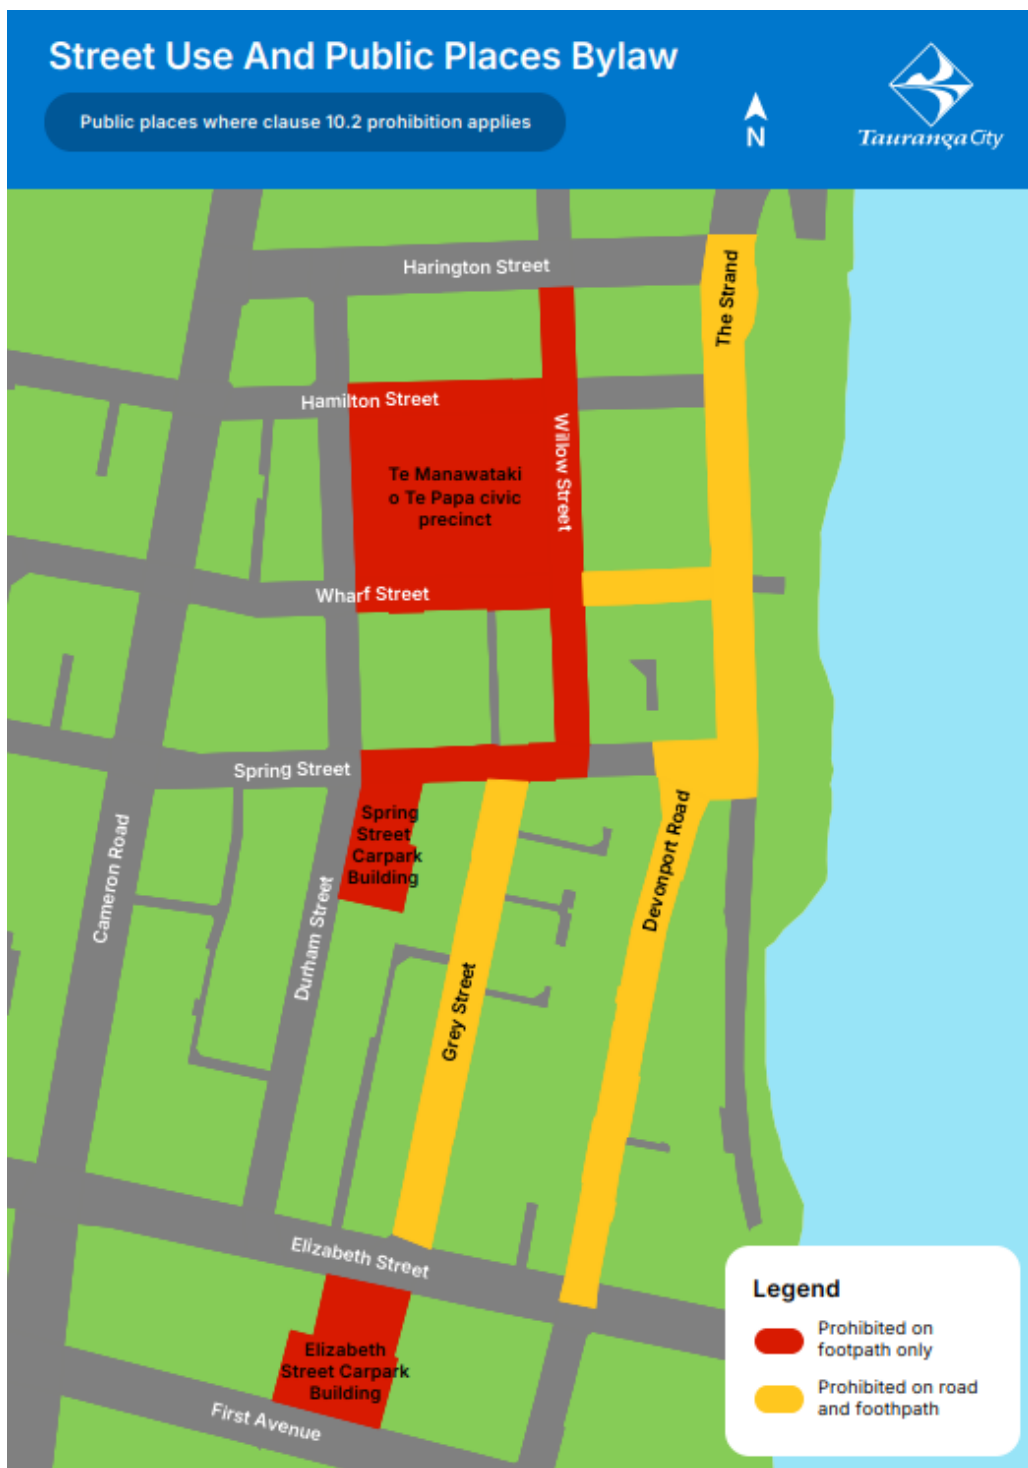 Street Use And Public Places Bylaw
Public places where clause 10.2 prohibition applies
N
Tauranga City
Harington Street
The Strand
Hamilton Street
Willow Street
Te Manawataki
o Te Papa civic
precinct
Wharf Street
Spring Street
Spring
Street
Carpark
Building
Cameron Road
Durham Street
Devonport Road
Grey Street
Elizabeth Street
Elizabeth
Street Carpark
Building
First Avenue
Legend
Prohibited on
footpath only
Prohibited on road
and foothpath